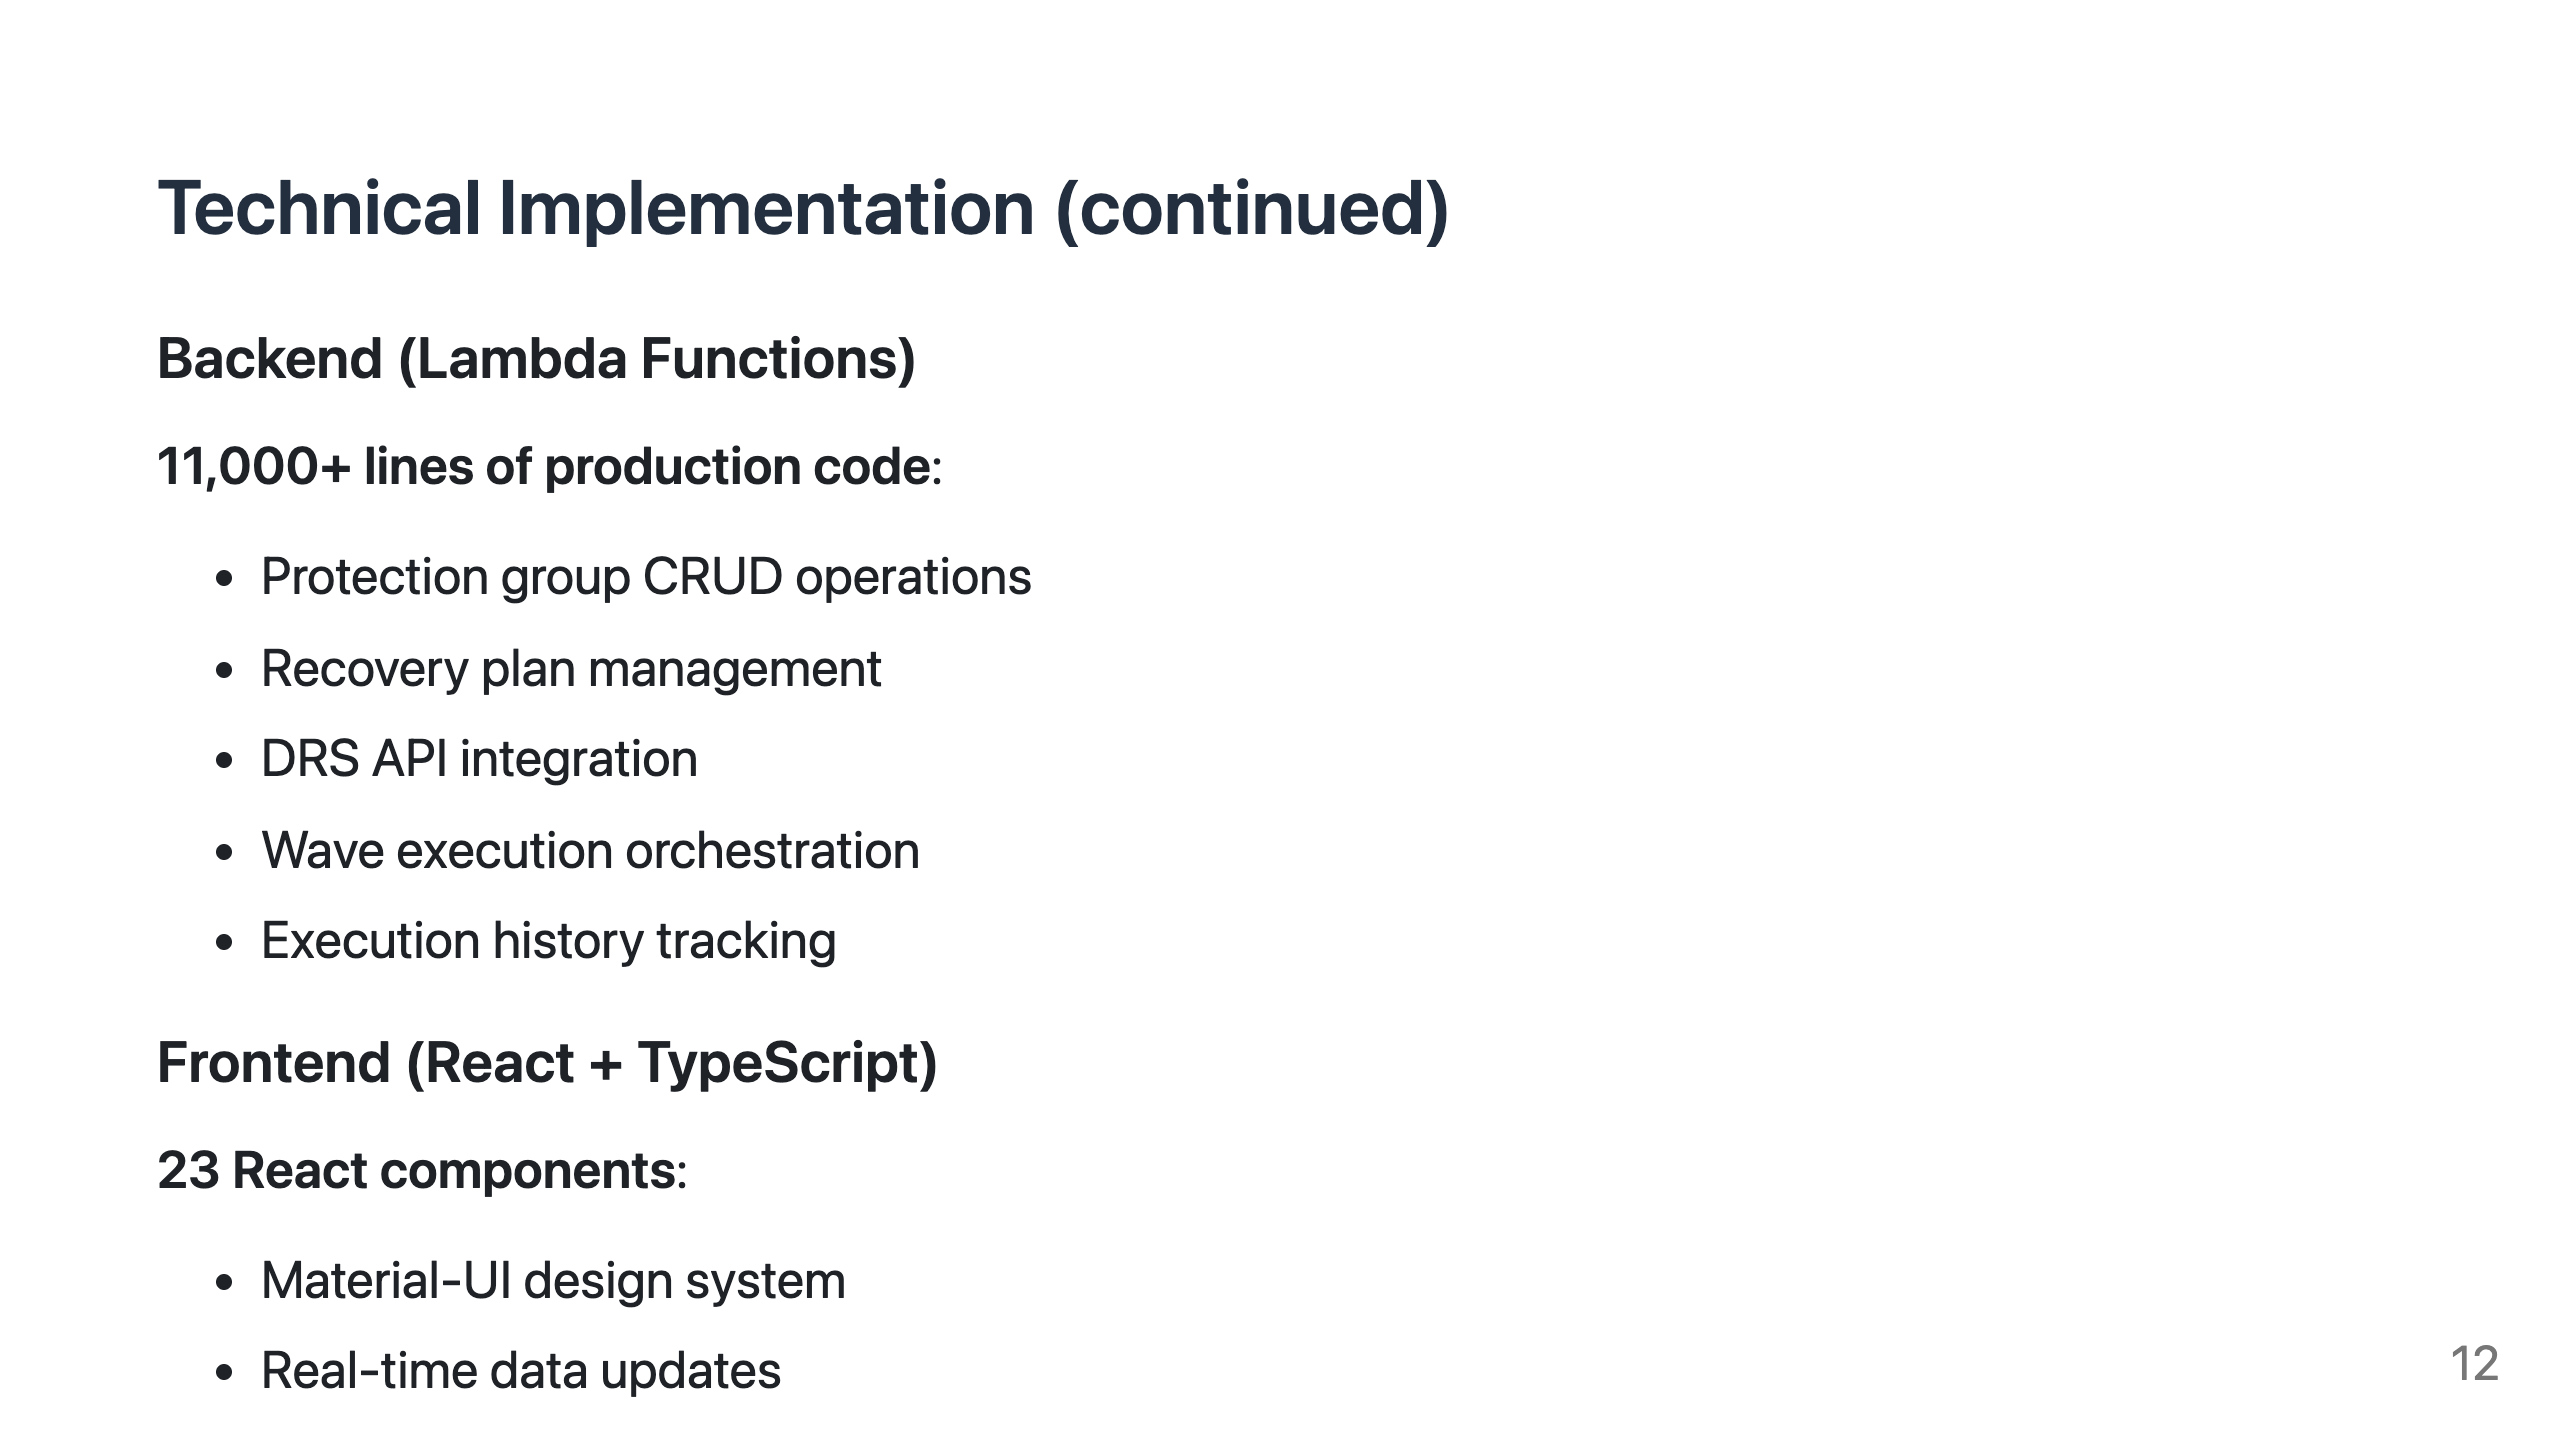 Technical Implementation (continued)
Backend (Lambda Functions)
11,000+ lines of production code:
• Protection group CRUD operations
• Recovery plan management
• DRS API integration
• Wave execution orchestration
• Execution history tracking
Frontend (React + TypeScript)
23 React components:
• Material-UI design system
• Real-time data updates
12